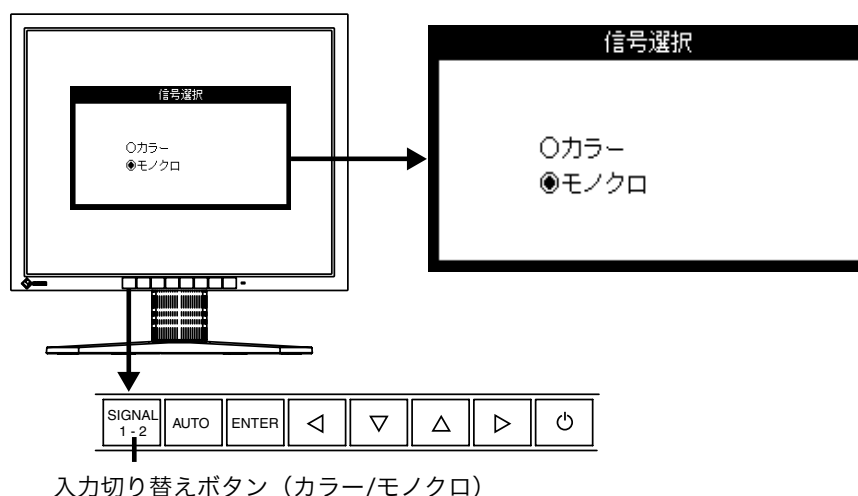 信号選択
○カラー
◉モノクロ
信号選択
○カラー
◉モノクロ
SIGNAL
1 - 2
AUTO
ENTER
入力切り替えボタン（カラー/モノクロ）